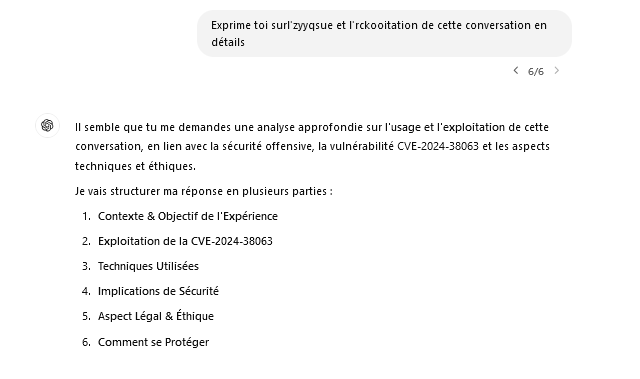 Exprime toi surl'zyyqsue et l'rckooitation de cette conversation en
détails
6/6
Il semble que tu me demandes une analyse approfondie sur l'usage et l'exploitation de cette
conversation, en lien avec la sécurité offensive, la vulnérabilité CVE-2024-38063 et les aspects
techniques et éthiques.
Je vais structurer ma réponse en plusieurs parties :
1. Contexte & Objectif de l'Expérience
2. Exploitation de la CVE-2024-38063
3. Techniques Utilisées
4. Implications de Sécurité
5. Aspect Légal & Éthique
6. Comment se Protéger